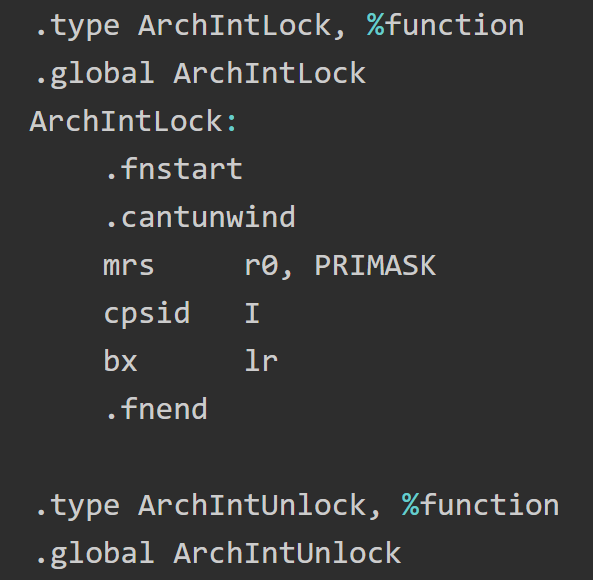 .type ArchIntLock, %function
.global ArchIntLock
ArchIntLock:
    .fnstart
    .cantunwind
    mrs     r0, PRIMASK
    cpsid   I
    bx      lr
    .fnend

.type ArchIntUnlock, %function
.global ArchIntUnlock